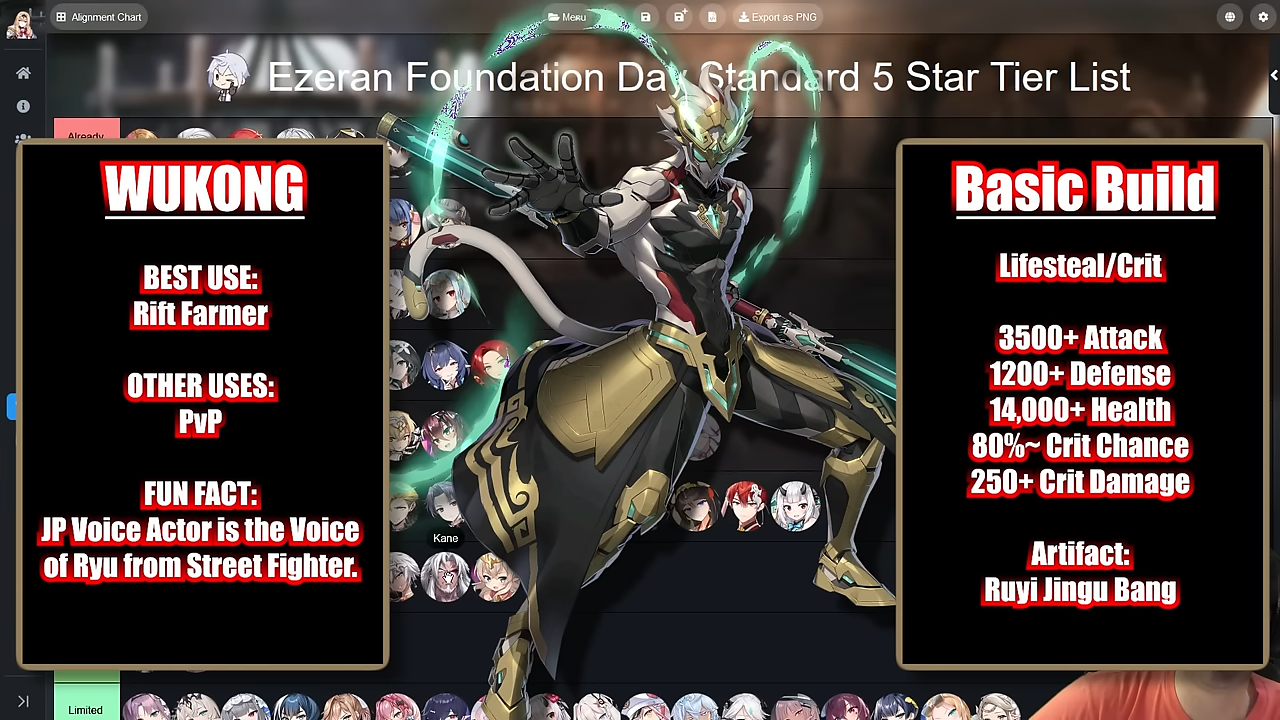 Alignment Chart
Menu
Export as PNG
Ezeran Foundation Day Standard 5 Star Tier List
Already
WUKONG
BEST USE:
Rift Farmer
OTHER USES:
PvP
FUN FACT:
JP Voice Actor is the Voice
of Ryu from Street Fighter.
Basic Build
Lifesteal/Crit
3500+ Attack
1200+ Defense
14,000+ Health
80%~ Crit Chance
250+ Crit Damage
Artifact:
Ruyi Jingu Bang
Kane
Limited